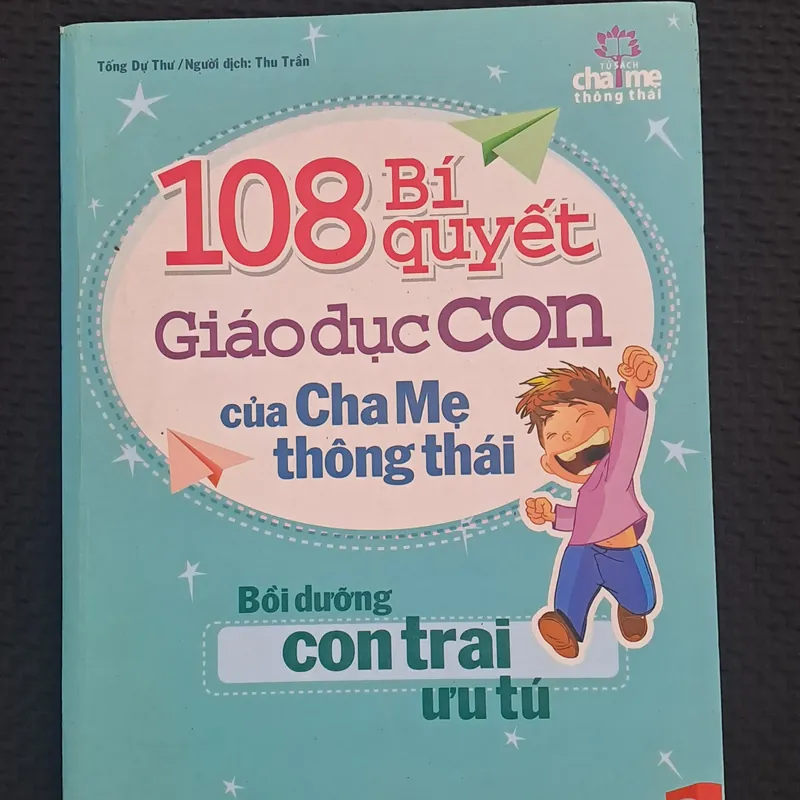 Tống Dự Thư / Người dịch: Thu Trần
TỦ SÁCH
cha mẹ
thông thái
108 Bí
quyết
Giáo dục con
của Cha Mẹ
thông thái
Bồi dưỡng
con trai
ưu tú